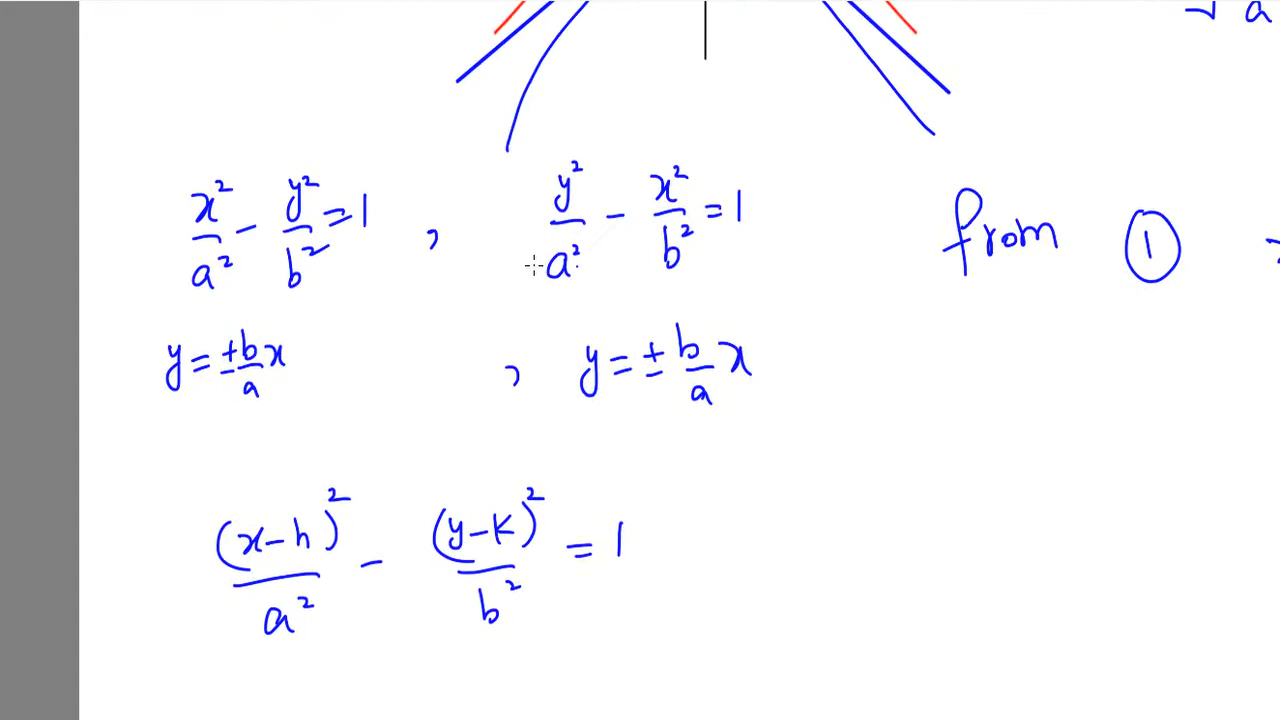 √ a
x²/a² - y²/b² = 1 , y²/a² - x²/b² = 1
from ①
y = ± b/a x , y = ± b/a x
(x-h)²/a² - (y-k)²/b² = 1